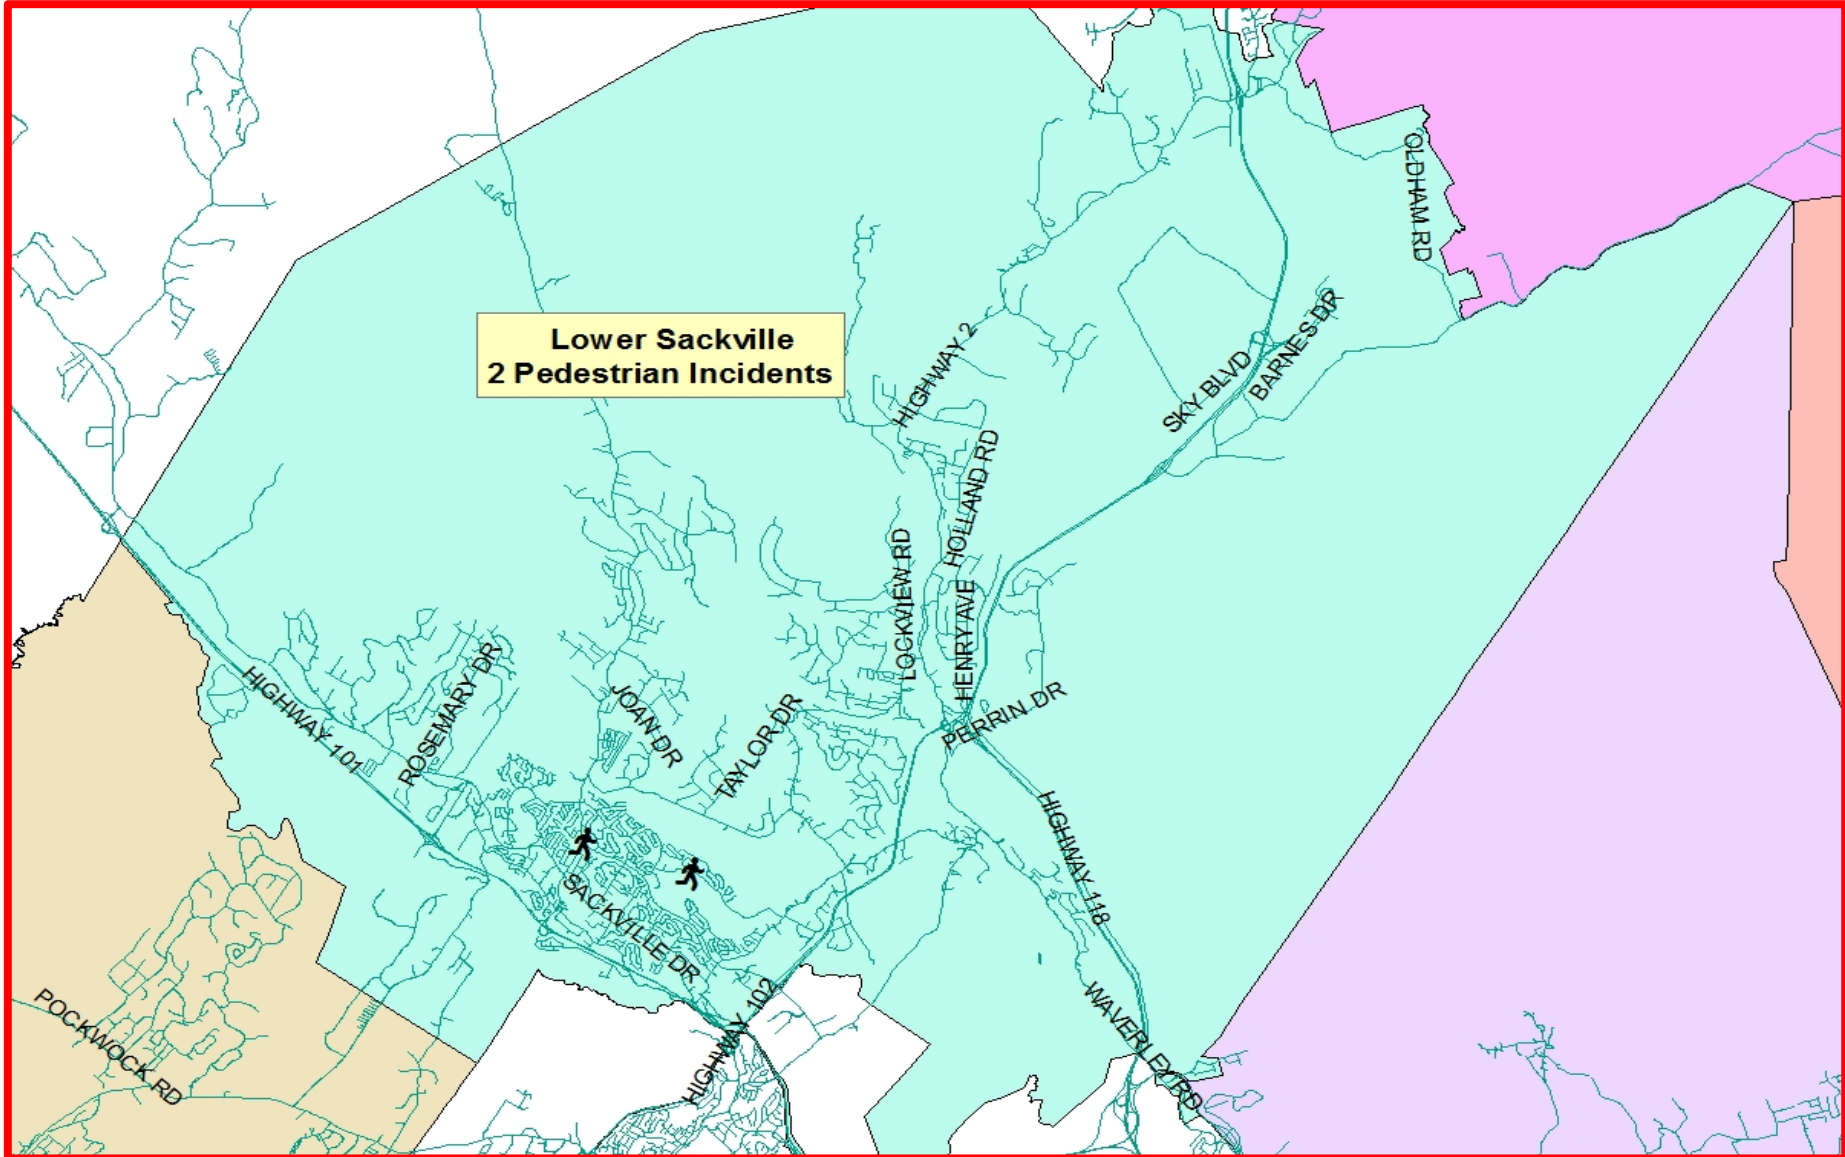 OLDHAM RD
Lower Sackville
2 Pedestrian Incidents
HIGHWAY 2
SKY BLVD
BARNES DR
HOLLAND RD
LOCKVIEW RD
HENRY AVE
HIGHWAY 101
ROSEMARY DR
JOAN DR
TAYLOR DR
PERRIN DR
HIGHWAY 118
SACKVILLE DR
POCKWOCK RD
HIGHWAY 102
WAVERLEY RD